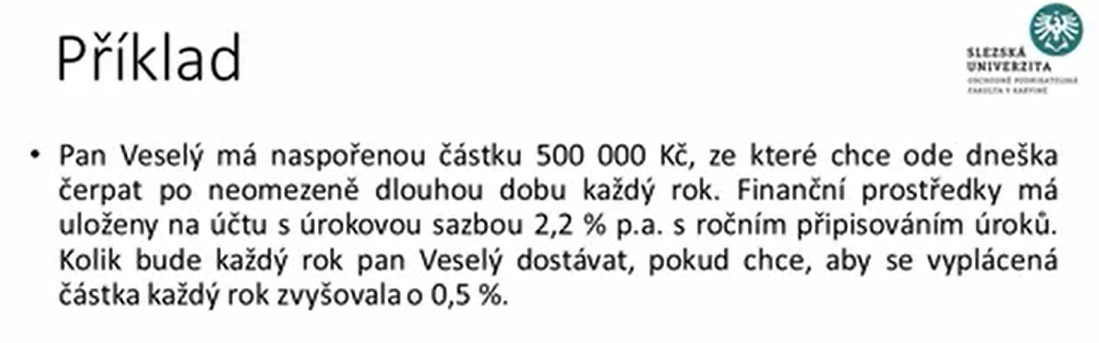 Příklad
SLEZSKÁ
UNIVERZITA
OBCHODNĚ PODNIKATELSKÁ
FAKULTA V KARVINÉ
• Pan Veselý má naspořenou částku 500 000 Kč, ze které chce ode dneška
čerpat po neomezeně dlouhou dobu každý rok. Finanční prostředky má
uloženy na účtu s úrokovou sazbou 2,2 % p.a. s ročním připisováním úroků.
Kolik bude každý rok pan Veselý dostávat, pokud chce, aby se vyplácená
částka každý rok zvyšovala o 0,5 %.